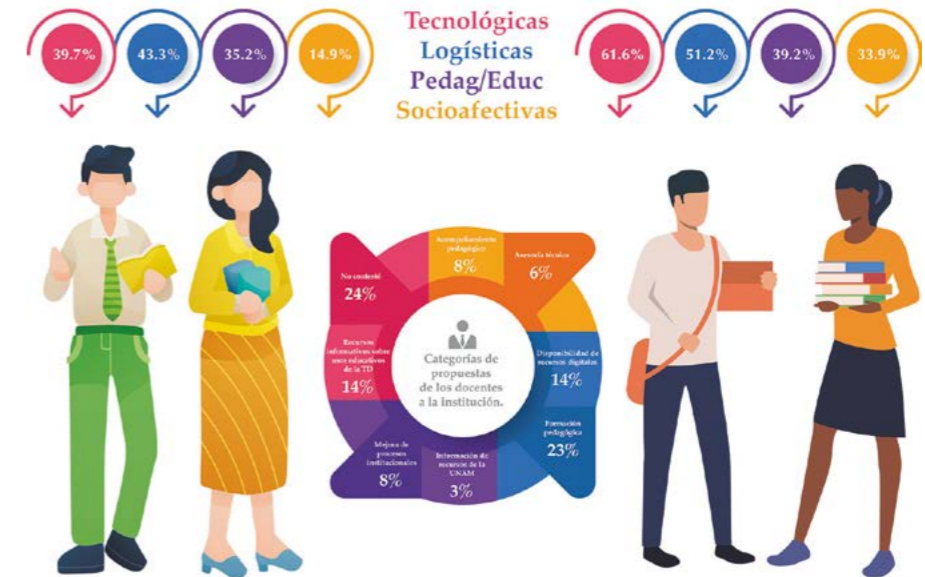 39.7%
43.3%
35.2%
14.9%
Tecnológicas
Logísticas
Pedag/Educ
Socioafectivas
61.6%
51.2%
39.2%
33.9%
Acompañamiento
pedagógico
8%
Asesoría técnica
6%
No contestó
24%
Recursos
informativos sobre
usos educativos
de la TD
14%
Categorías de
propuestas
de los docentes
a la institución.
Disponibilidad de
recursos digitales
14%
Formación
pedagógica
23%
Mejora de
procesos
institucionales
8%
Información de
recursos de la
UNAM
3%